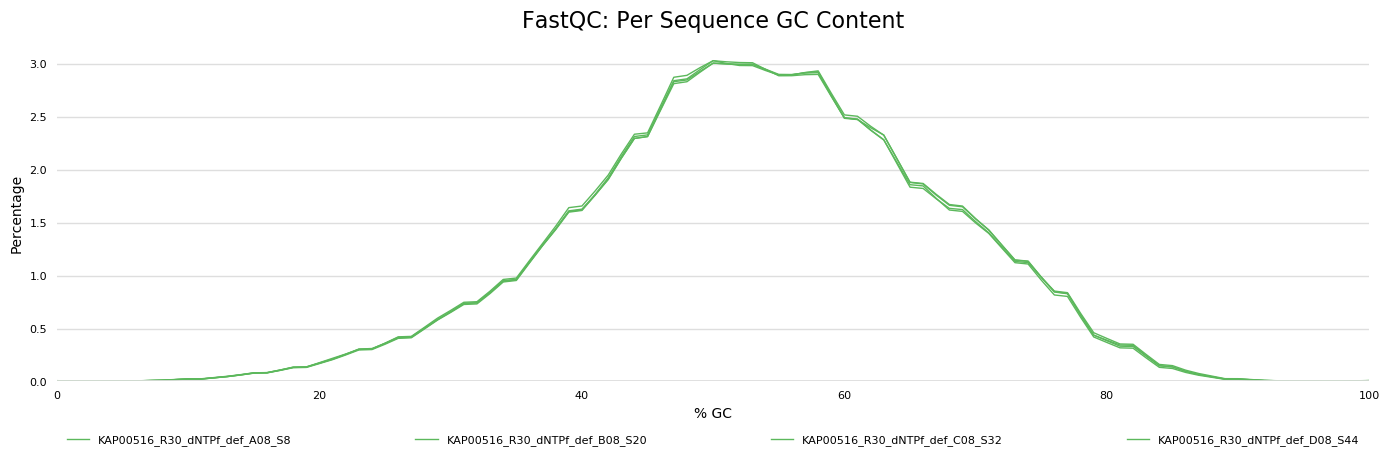 FastQC: Per Sequence GC Content
Percentage
3.0
2.5
2.0
1.5
1.0
0.5
0.0
0 20 40 60 80 100
% GC
KAP00516_R30_dNTPf_def_A08_S8 KAP00516_R30_dNTPf_def_B08_S20 KAP00516_R30_dNTPf_def_C08_S32 KAP00516_R30_dNTPf_def_D08_S44